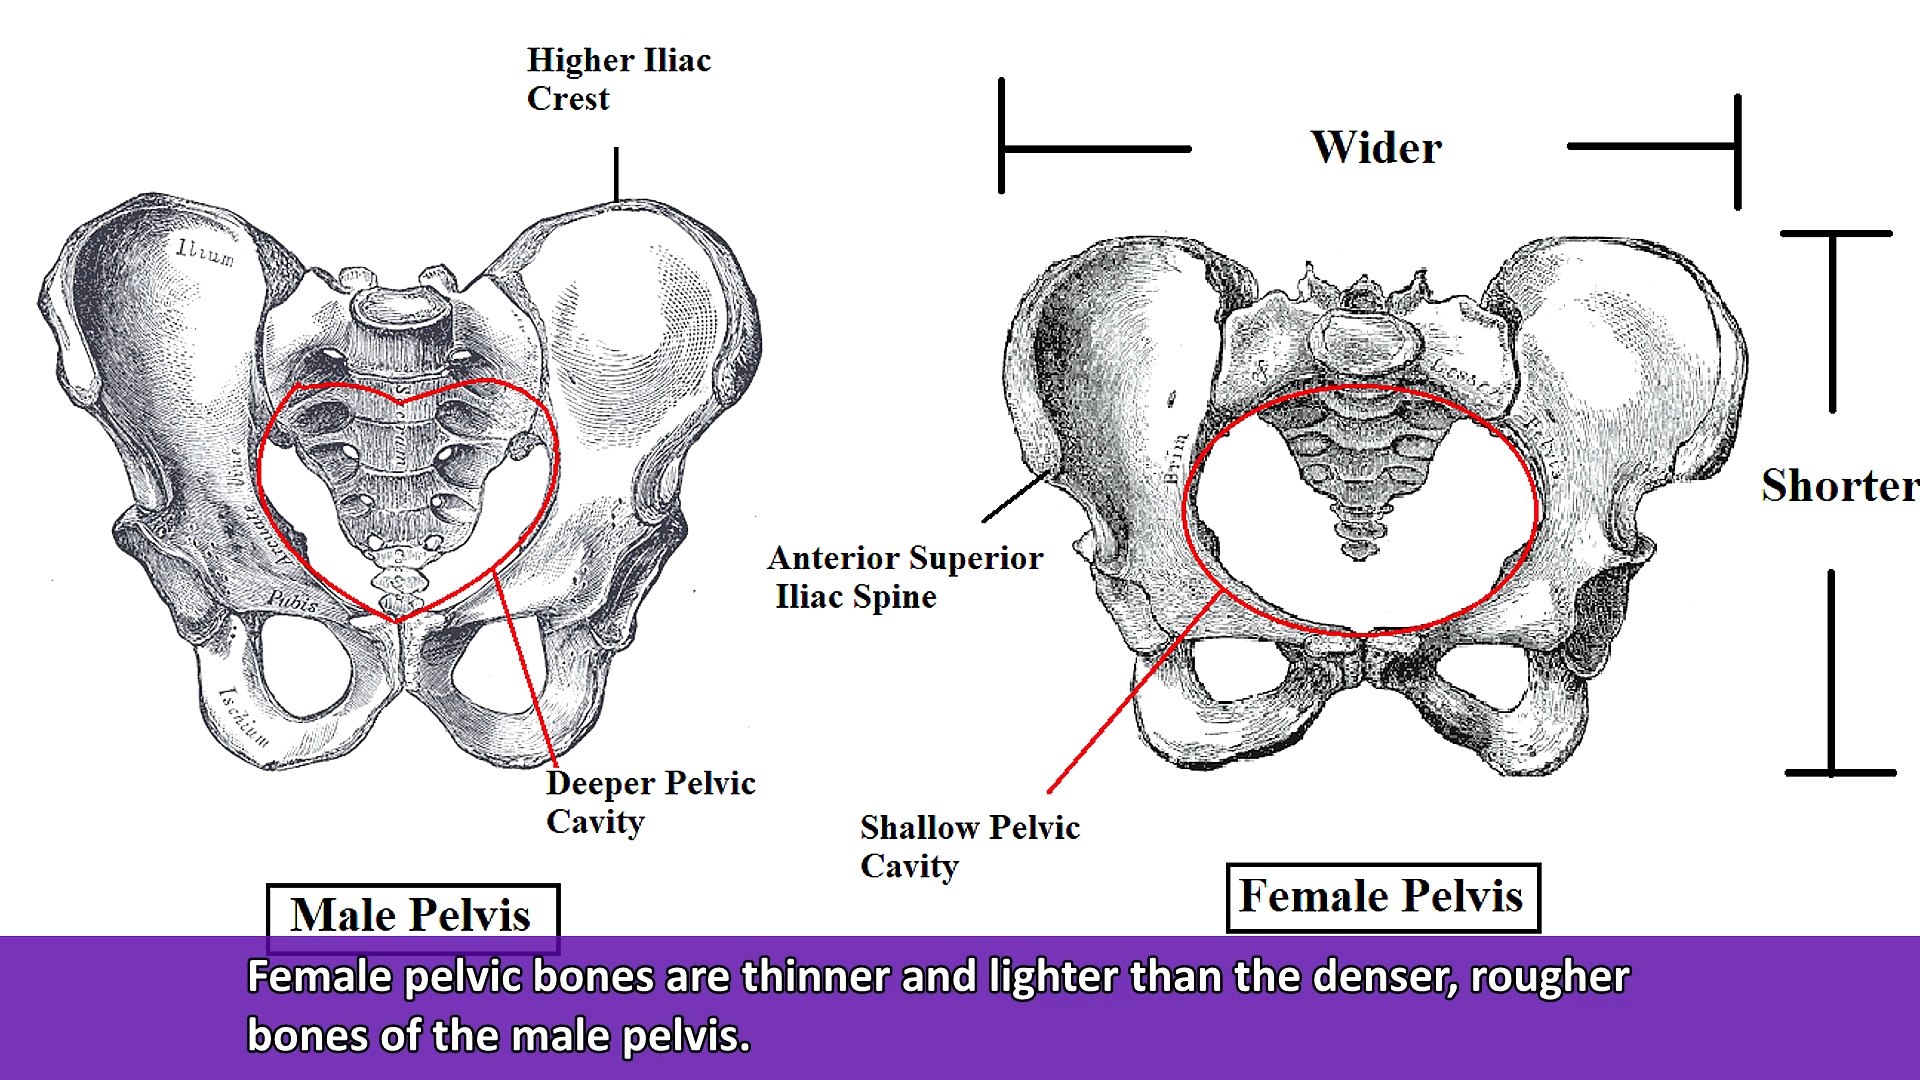 Higher Iliac
Crest
Wider
Ilium
Shorter
Brim
Anterior Superior
Iliac Spine
Pubis
Ischium
Deeper Pelvic
Cavity
Shallow Pelvic
Cavity
Male Pelvis
Female Pelvis
Female pelvic bones are thinner and lighter than the denser, rougher
bones of the male pelvis.